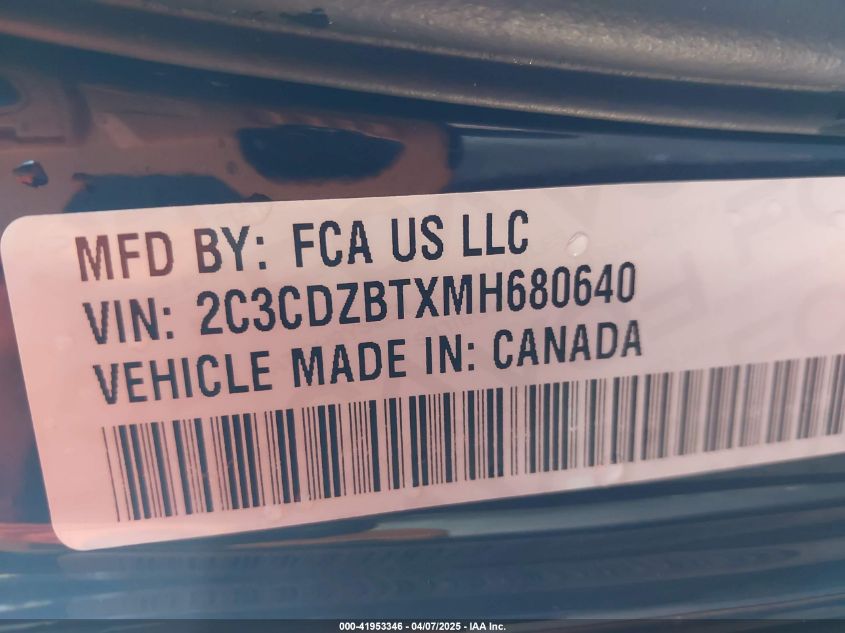 MFD BY: FCA US LLC
VIN: 2C3CDZBTXMH680640
VEHICLE MADE IN: CANADA
000-41953346 - 04/07/2025 - IAA Inc.